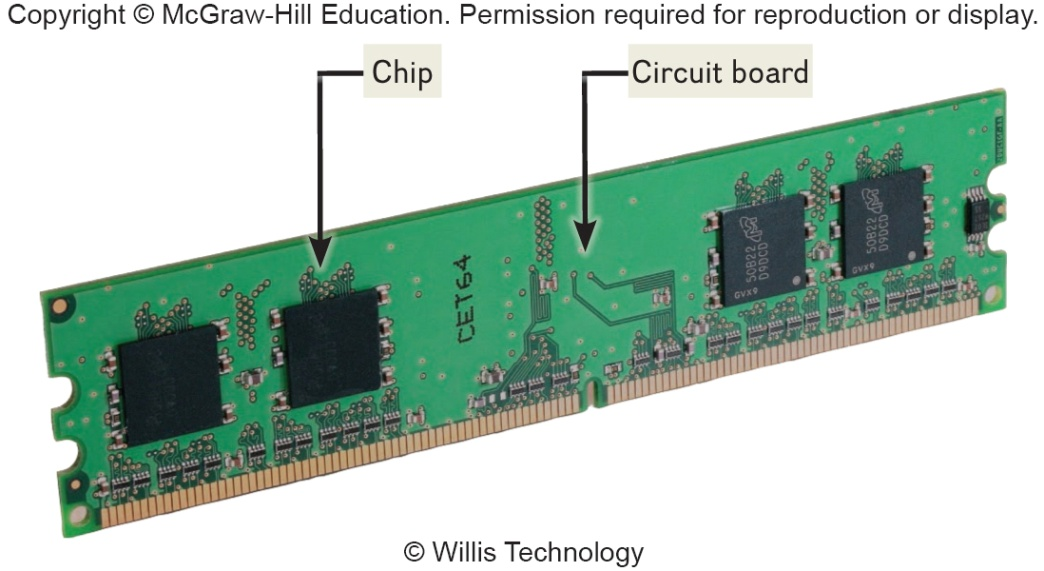 Copyright © McGraw-Hill Education. Permission required for reproduction or display.
Chip
Circuit board
CET64
50B22
D9DCD
GVX9
50B22
D9DCD
GVX9
© Willis Technology